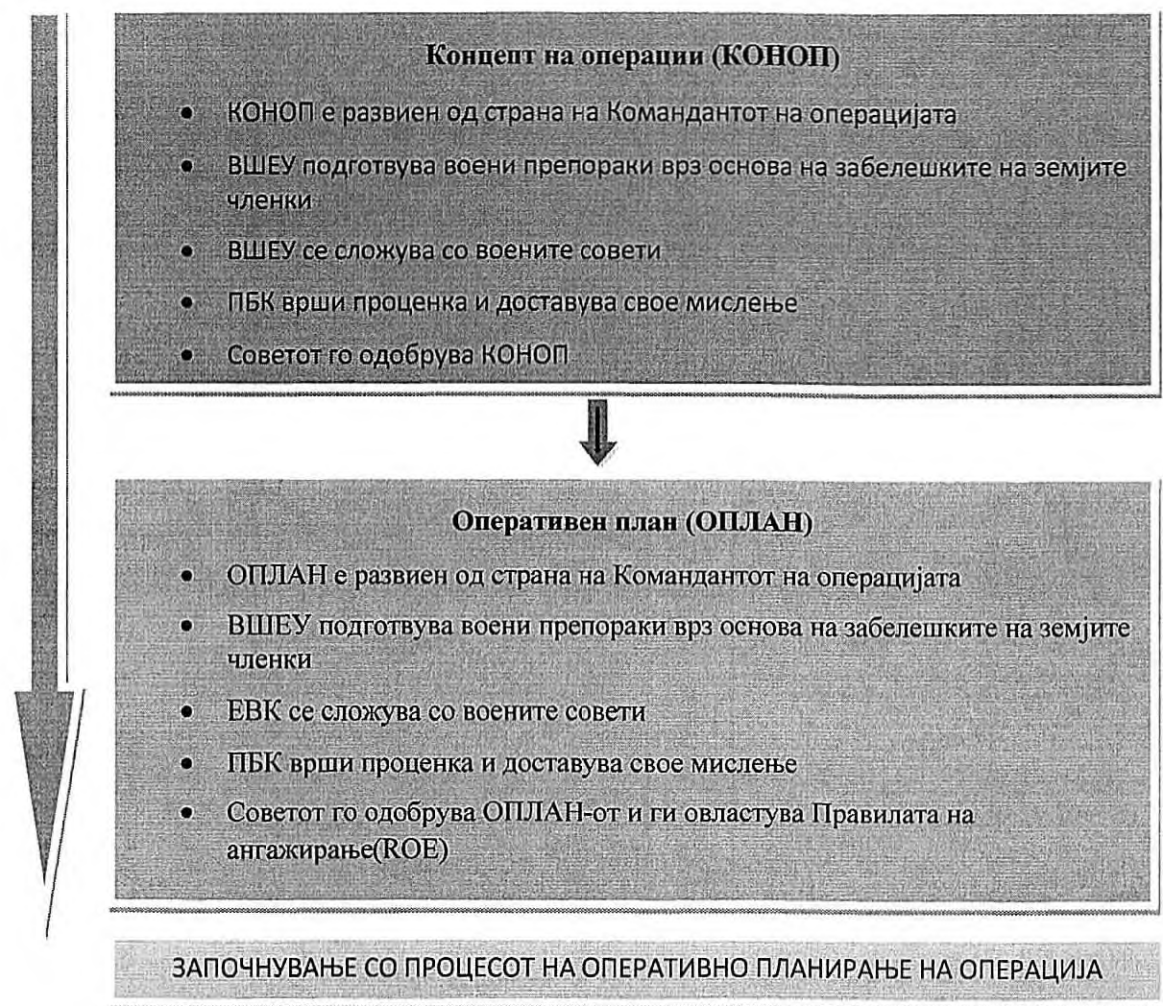 Концепт на операции (КОНОП)
• КОНОП е развиен од страна на Командантот на операцијата
• ВШЕУ подготвува воени препораки врз основа на забелешките на земјите
членки
• ВШЕУ се сложува со воените совети
• ПБК врши проценка и доставува свое мислење
• Советот го одобрува КОНОП
Оперативен план (ОПЛАН)
• ОПЛАН е развиен од страна на Командантот на операцијата
• ВШЕУ подготвува воени препораки врз основа на забелешките на земјите
членки
• ЕВК се сложува со воените совети
• ПБК врши проценка и доставува свое мислење
• Советот го одобрува ОПЛАН-от и ги овластува Правилата на
ангажирање(ROE)
ЗАПОЧНУВАЊЕ СО ПРОЦЕСОТ НА ОПЕРАТИВНО ПЛАНИРАЊЕ НА ОПЕРАЦИЈА